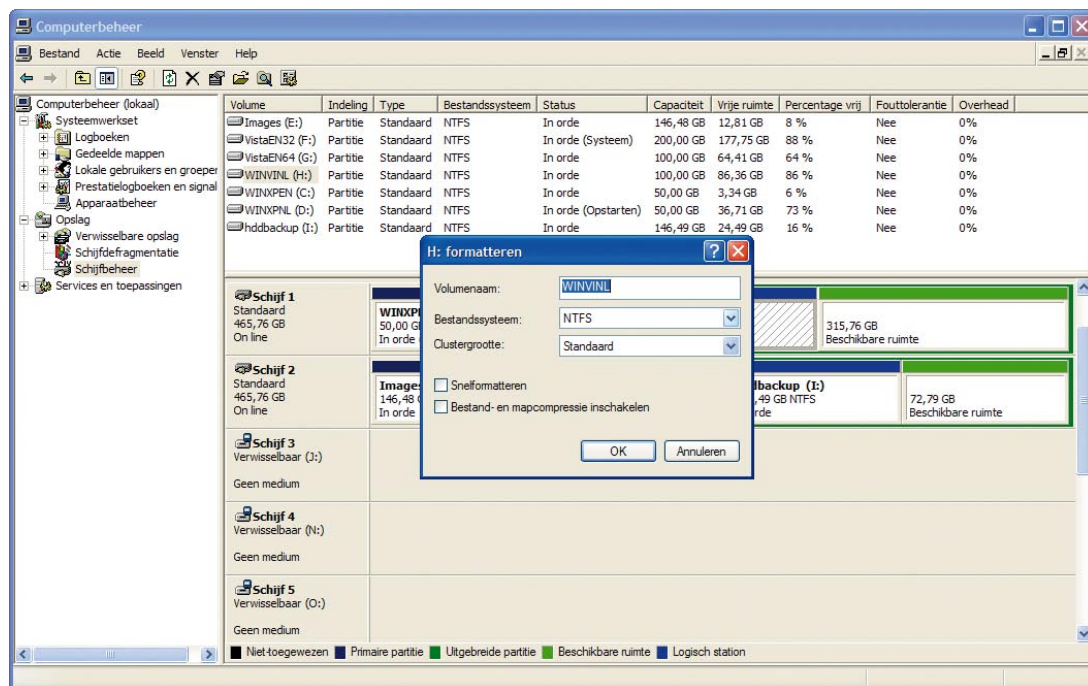 Computerbeheer
Bestand Actie Beeld Venster Help
Computerbeheer (lokaal)
Systeemwerkset
Logboeken
Gedeelde mappen
Lokale gebruikers en groeper
Prestatielogboeken en signal
Apparaatbeheer
Opslag
Verwisselbare opslag
Schijfdefragmentatie
Schijfbeheer
Services en toepassingen
Volume Indeling Type Bestandssysteem Status Capaciteit Vrije ruimte Percentage vrij Fouttolerantie Overhead
Images (E:) Partitie Standaard NTFS In orde 146,48 GB 12,81 GB 8 % Nee 0%
VistaEN32 (F:) Partitie Standaard NTFS In orde (Systeem) 200,00 GB 177,75 GB 88 % Nee 0%
VistaEN64 (G:) Partitie Standaard NTFS In orde 100,00 GB 64,41 GB 64 % Nee 0%
WINVINL (H:) Partitie Standaard NTFS In orde 100,00 GB 86,36 GB 86 % Nee 0%
WINXPEN (C:) Partitie Standaard NTFS In orde 50,00 GB 3,34 GB 6 % Nee 0%
WINXPNL (D:) Partitie Standaard NTFS In orde (Opstarten) 50,00 GB 36,71 GB 73 % Nee 0%
hddbackup (I:) Partitie Standaard NTFS In orde 146,49 GB 24,49 GB 16 % Nee 0%
H: formatteren
Volumenaam: WINVINL
Bestandssysteem: NTFS
Clustergrootte: Standaard
Snelformatteren
Bestand- en mapcompressie inschakelen
OK Annuleren
Schijf 1
Standaard
465,76 GB
On line
WINXP
50,00 G
In orde
315,76 GB
Beschikbare ruimte
Schijf 2
Standaard
465,76 GB
On line
Images
146,48
In orde
backup (I:)
,49 GB NTFS
rde
72,79 GB
Beschikbare ruimte
Schijf 3
Verwisselbaar (J:)
Geen medium
Schijf 4
Verwisselbaar (N:)
Geen medium
Schijf 5
Verwisselbaar (O:)
Geen medium
Niet-toegewezen Primaire partitie Uitgebreide partitie Beschikbare ruimte Logisch station